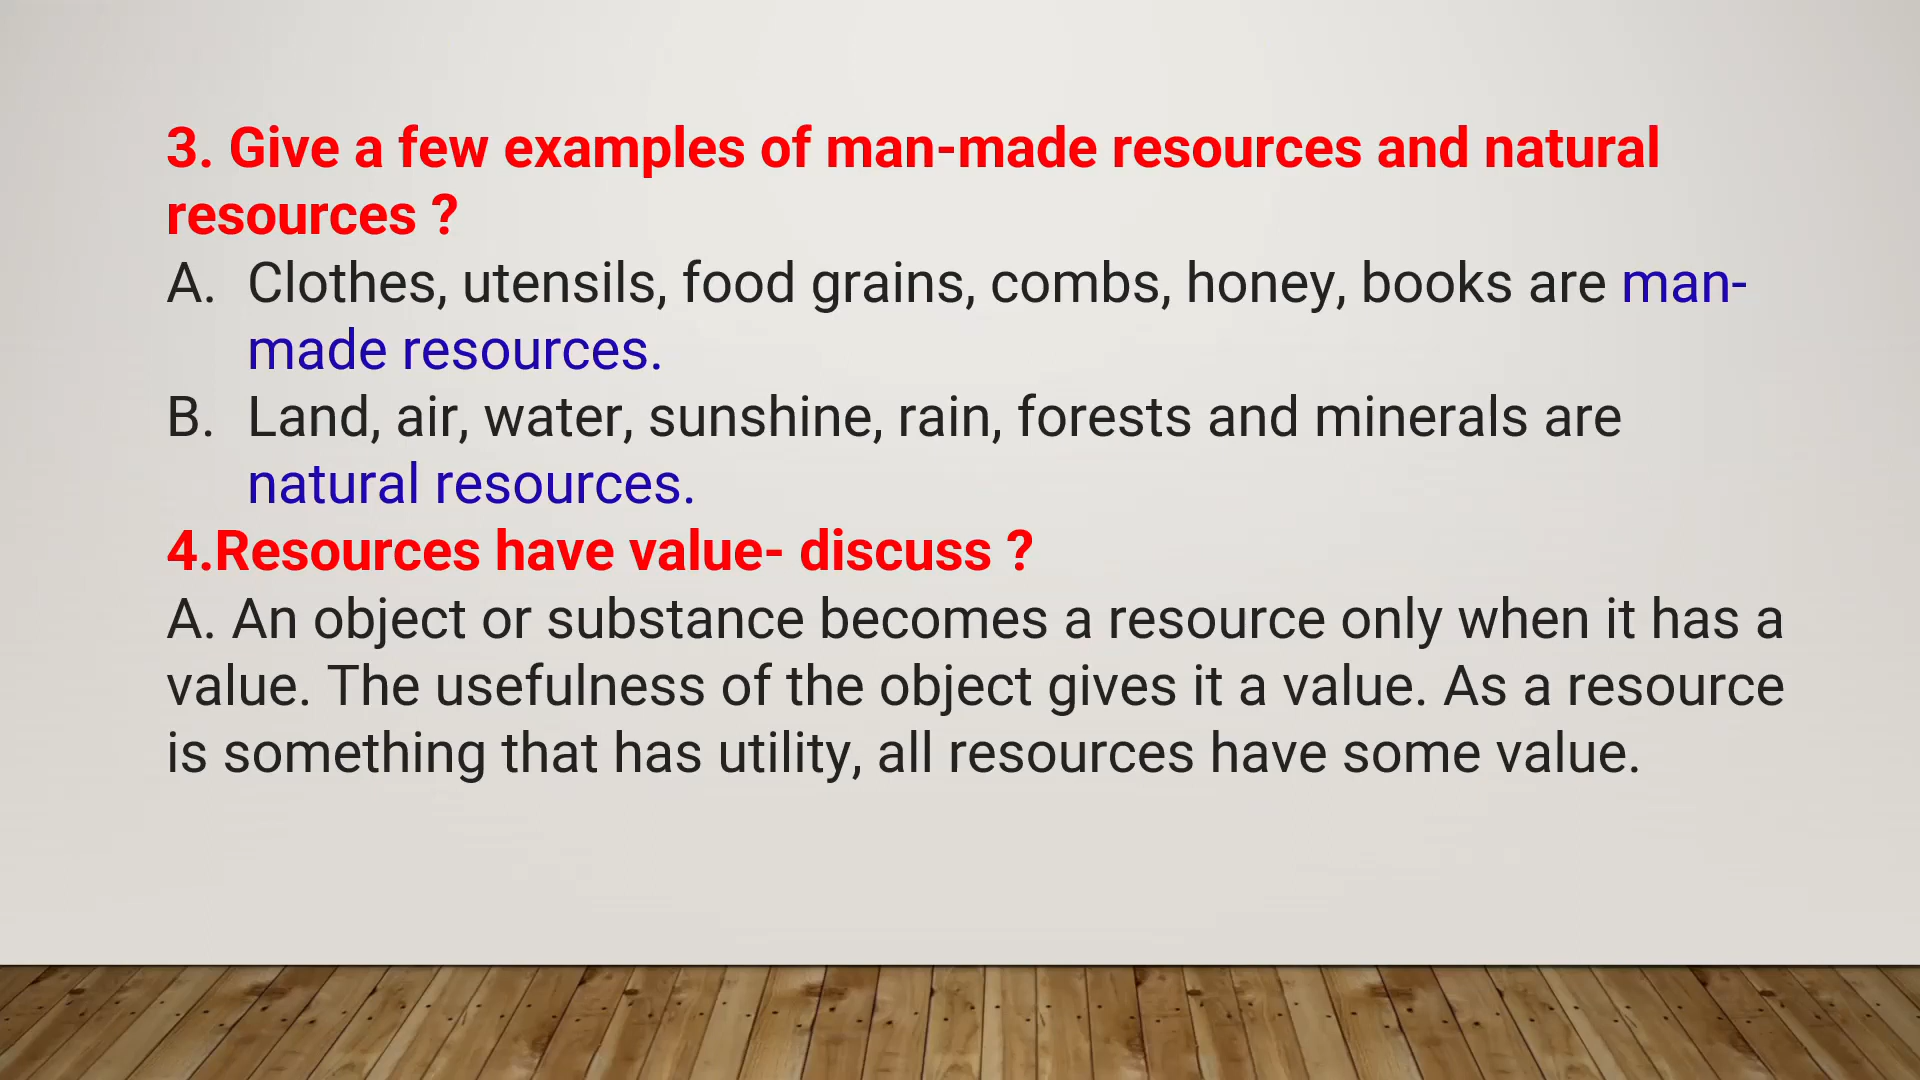 3. Give a few examples of man-made resources and natural
resources ?
A. Clothes, utensils, food grains, combs, honey, books are man-
made resources.
B. Land, air, water, sunshine, rain, forests and minerals are
natural resources.
4.Resources have value- discuss ?
A. An object or substance becomes a resource only when it has a
value. The usefulness of the object gives it a value. As a resource
is something that has utility, all resources have some value.